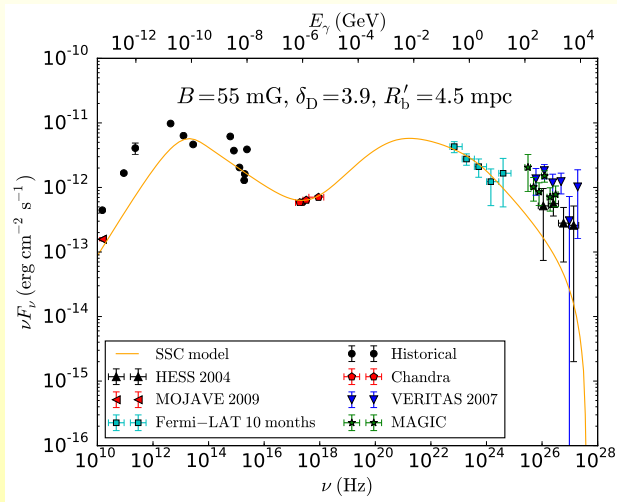 E_γ (GeV)
10^-12 10^-10 10^-8 10^-6 10^-4 10^-2 10^0 10^2 10^4
10^-10
10^-11
10^-12
10^-13
10^-14
10^-15
10^-16
νF_ν (erg cm^-2 s^-1)
B=55 mG, δ_D=3.9, R′_b=4.5 mpc
SSC model
HESS 2004
MOJAVE 2009
Fermi−LAT 10 months
Historical
Chandra
VERITAS 2007
MAGIC
10^10 10^12 10^14 10^16 10^18 10^20 10^22 10^24 10^26 10^28
ν (Hz)